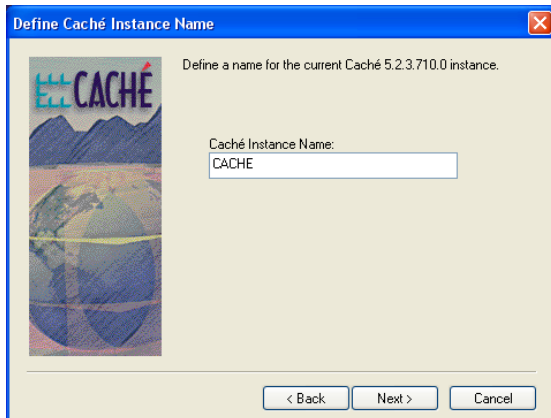 Define Caché Instance Name
CACHÉ
Define a name for the current Caché 5.2.3.710.0 instance.
Caché Instance Name:
CACHE
< Back
Next >
Cancel